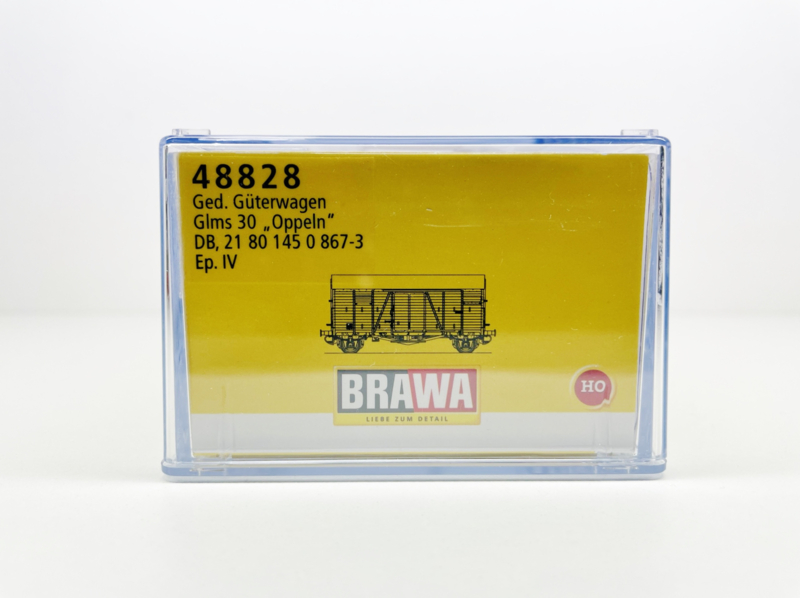 48828
Ged. Güterwagen
Glms 30 „Oppeln“
DB, 21 80 145 0 867-3
Ep. IV
BRAWA
LIEBE ZUM DETAIL
HO